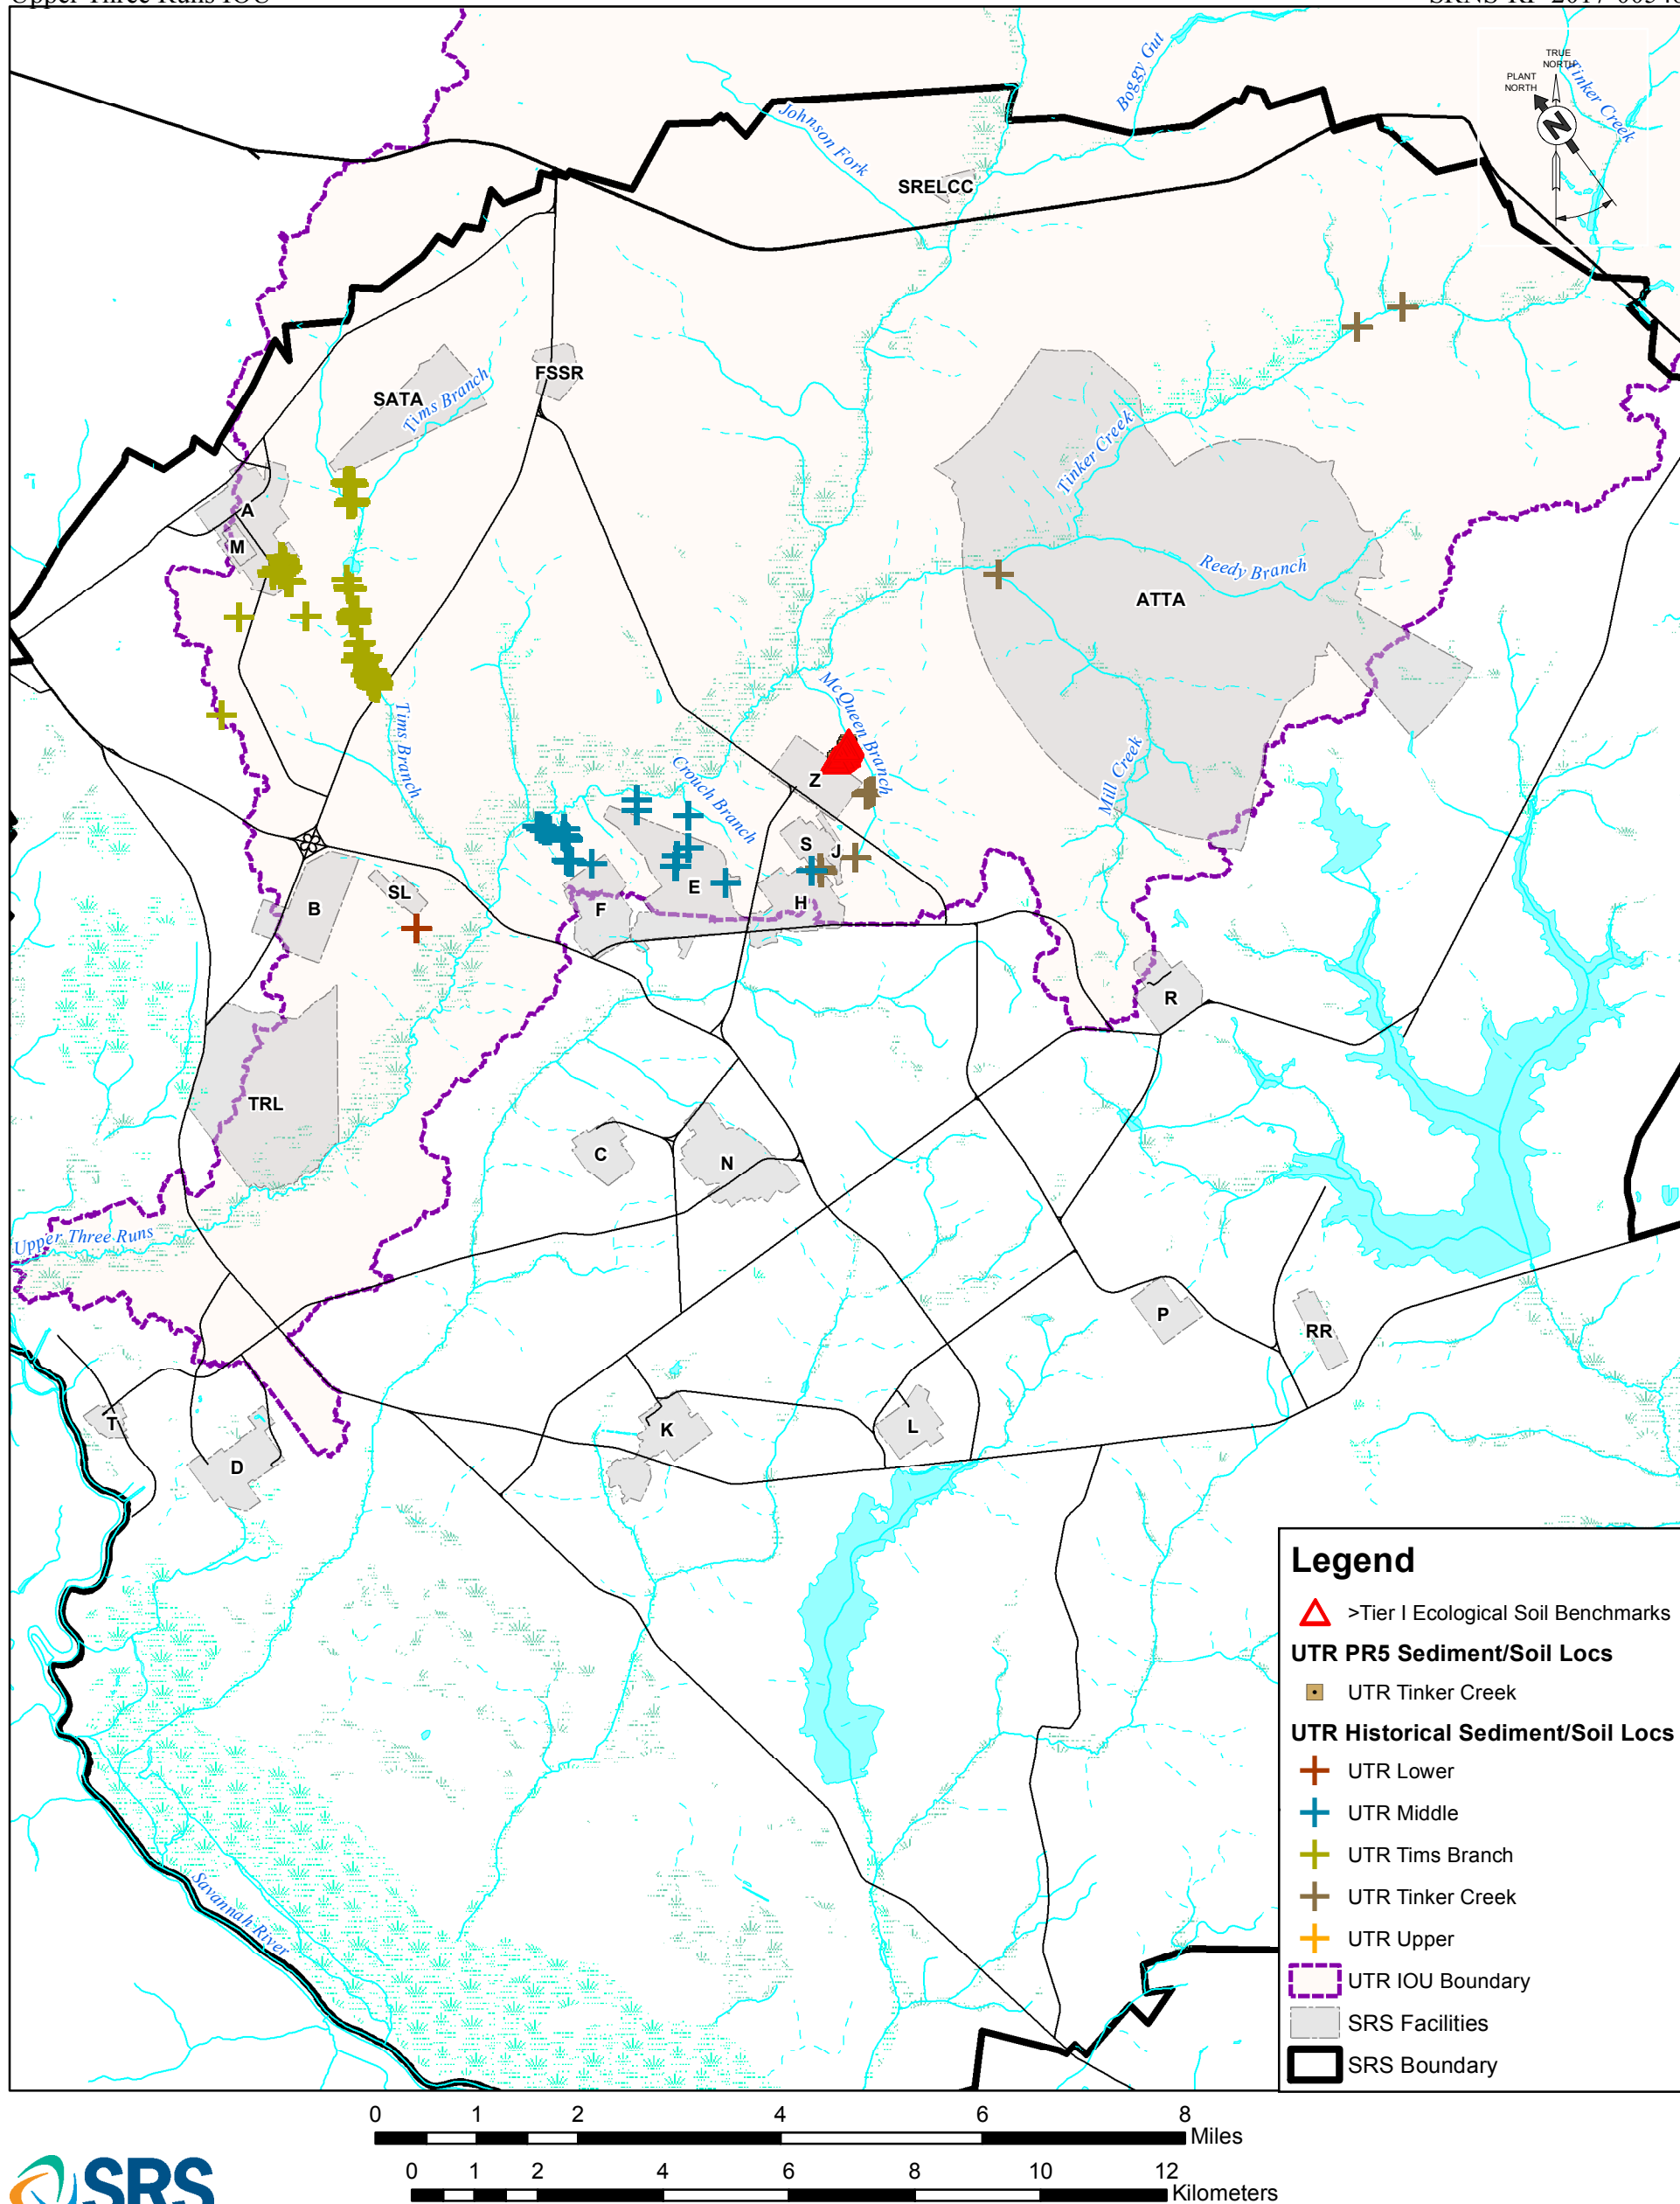 Upper Three Runs IOU
TRUE
NORTH
PLANT
NORTH
N
Tinker Creek
Boggy Gut
Johnson Fork
SRELCC
FSSR
SATA
Tims Branch
A
M
Tinker Creek
Reedy Branch
ATTA
McQueen Branch
Tims Branch
Mill Creek
Crouch Branch
Z
S
J
E
H
F
SL
B
R
TRL
C
N
Upper Three Runs
P
RR
T
D
K
L
Savannah River
Legend
>Tier I Ecological Soil Benchmarks
UTR PR5 Sediment/Soil Locs
UTR Tinker Creek
UTR Historical Sediment/Soil Locs
UTR Lower
UTR Middle
UTR Tims Branch
UTR Tinker Creek
UTR Upper
UTR IOU Boundary
SRS Facilities
SRS Boundary
0 1 2 4 6 8
Miles
0 1 2 4 6 8 10 12
Kilometers
SRS